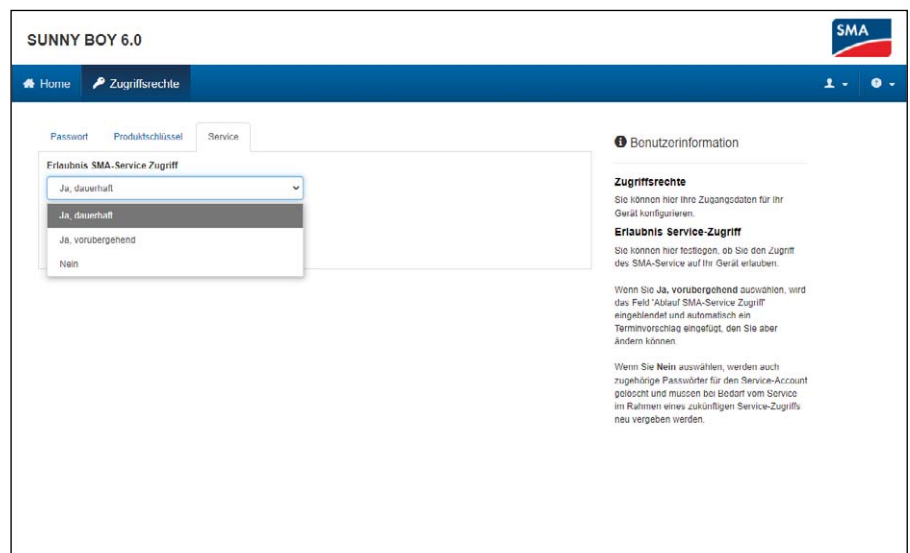 SUNNY BOY 6.0
SMA
Home
Zugriffsrechte
Passwort
Produktschlüssel
Service
Erlaubnis SMA-Service Zugriff
Ja, dauerhaft
Ja, dauerhaft
Ja, vorübergehend
Nein
Benutzerinformation
Zugriffsrechte
Sie können hier Ihre Zugangsdaten für Ihr
Gerät konfigurieren.
Erlaubnis Service-Zugriff
Sie können hier festlegen, ob Sie den Zugriff
des SMA-Service auf Ihr Gerät erlauben.
Wenn Sie Ja, vorübergehend auswählen, wird
das Feld 'Ablauf SMA-Service Zugriff'
eingeblendet und automatisch ein
Terminvorschlag eingefügt, den Sie aber
ändern können.
Wenn Sie Nein auswählen, werden auch
zugehörige Passwörter für den Service-Account
gelöscht und müssen bei Bedarf vom Service
im Rahmen eines zukünftigen Service-Zugriffs
neu vergeben werden.